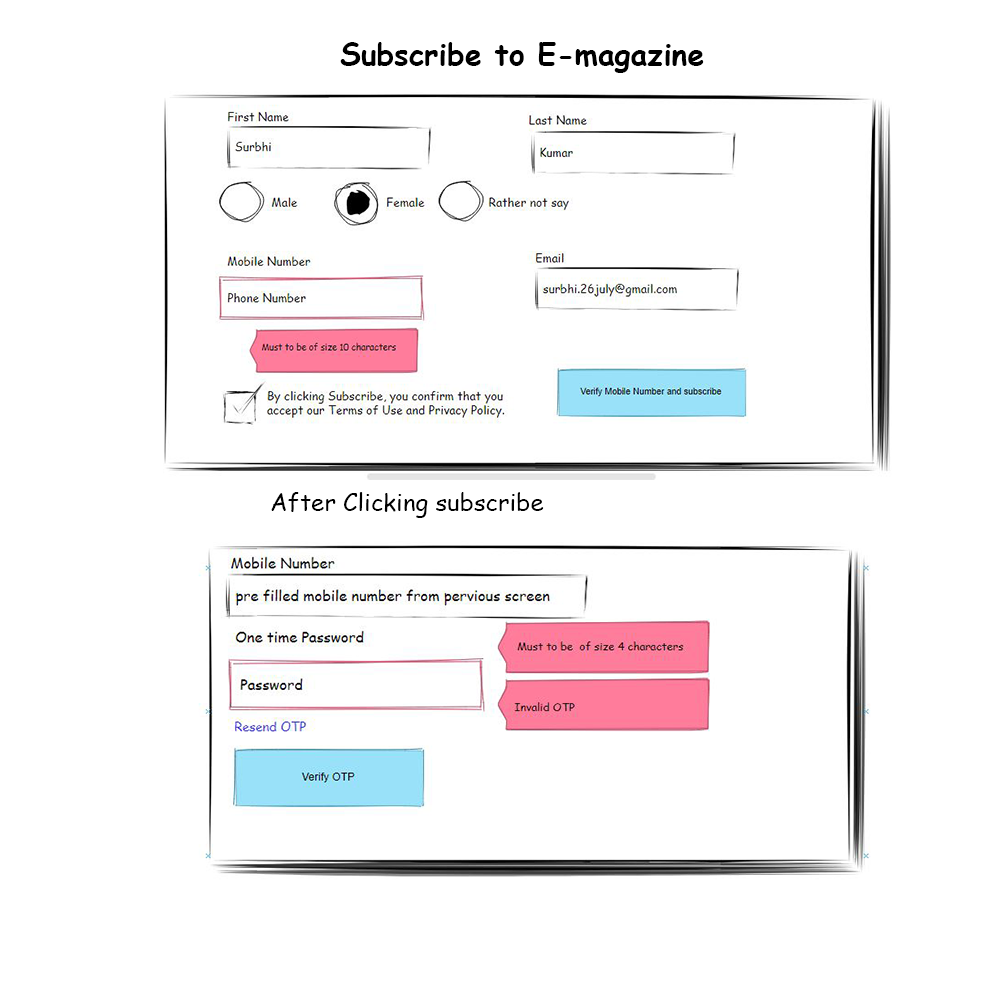 Subscribe to E-magazine
First Name
Last Name
Surbhi
Kumar
Male
Female
Rather not say
Mobile Number
Email
Phone Number
surbhi.26july@gmail.com
Must to be of size 10 characters
By clicking Subscribe, you confirm that you
accept our Terms of Use and Privacy Policy.
Verify Mobile Number and subscribe
After Clicking subscribe
Mobile Number
pre filled mobile number from pervious screen
One time Password
Must to be of size 4 characters
Password
Invalid OTP
Resend OTP
Verify OTP